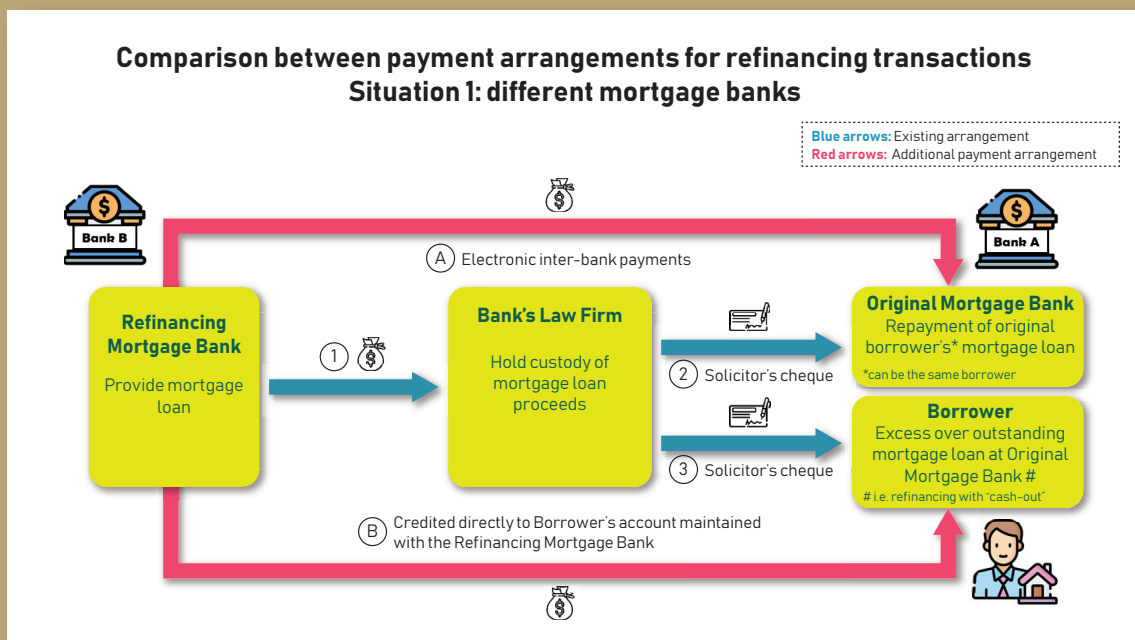 Comparison between payment arrangements for refinancing transactions
Situation 1: different mortgage banks
Blue arrows: Existing arrangement
Red arrows: Additional payment arrangement
Bank B
Bank A
A Electronic inter-bank payments
Refinancing
Mortgage Bank
Provide mortgage
loan
1
Bank's Law Firm
Hold custody of
mortgage loan
proceeds
2 Solicitor's cheque
3 Solicitor's cheque
Original Mortgage Bank
Repayment of original
borrower's* mortgage loan
*can be the same borrower
Borrower
Excess over outstanding
mortgage loan at Original
Mortgage Bank #
# i.e. refinancing with "cash-out"
B Credited directly to Borrower's account maintained
with the Refinancing Mortgage Bank